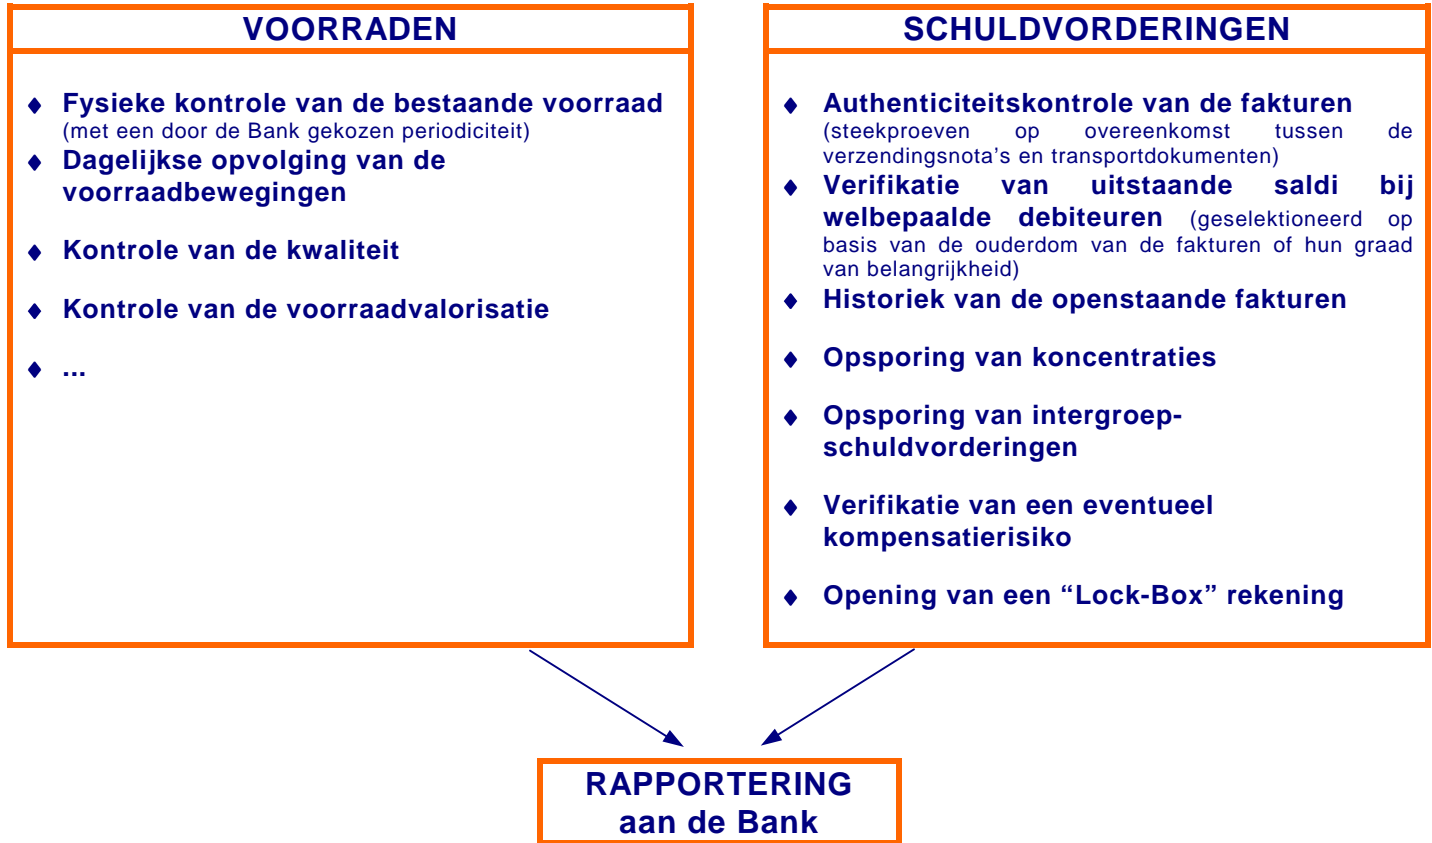 VOORRADEN
♦ Fysieke kontrole van de bestaande voorraad
(met een door de Bank gekozen periodiciteit)
♦ Dagelijkse opvolging van de
voorraadbewegingen
♦ Kontrole van de kwaliteit
♦ Kontrole van de voorraadvalorisatie
♦ ...
SCHULDVORDERINGEN
♦ Authenticiteitskontrole van de fakturen
(steekproeven op overeenkomst tussen de
verzendingsnota's en transportdokumenten)
♦ Verifikatie van uitstaande saldi bij
welbepaalde debiteuren (geselektioneerd op
basis van de ouderdom van de fakturen of hun graad
van belangrijkheid)
♦ Historiek van de openstaande fakturen
♦ Opsporing van koncentraties
♦ Opsporing van intergroep-
schuldvorderingen
♦ Verifikatie van een eventueel
kompensatierisiko
♦ Opening van een “Lock-Box” rekening
RAPPORTERING
aan de Bank